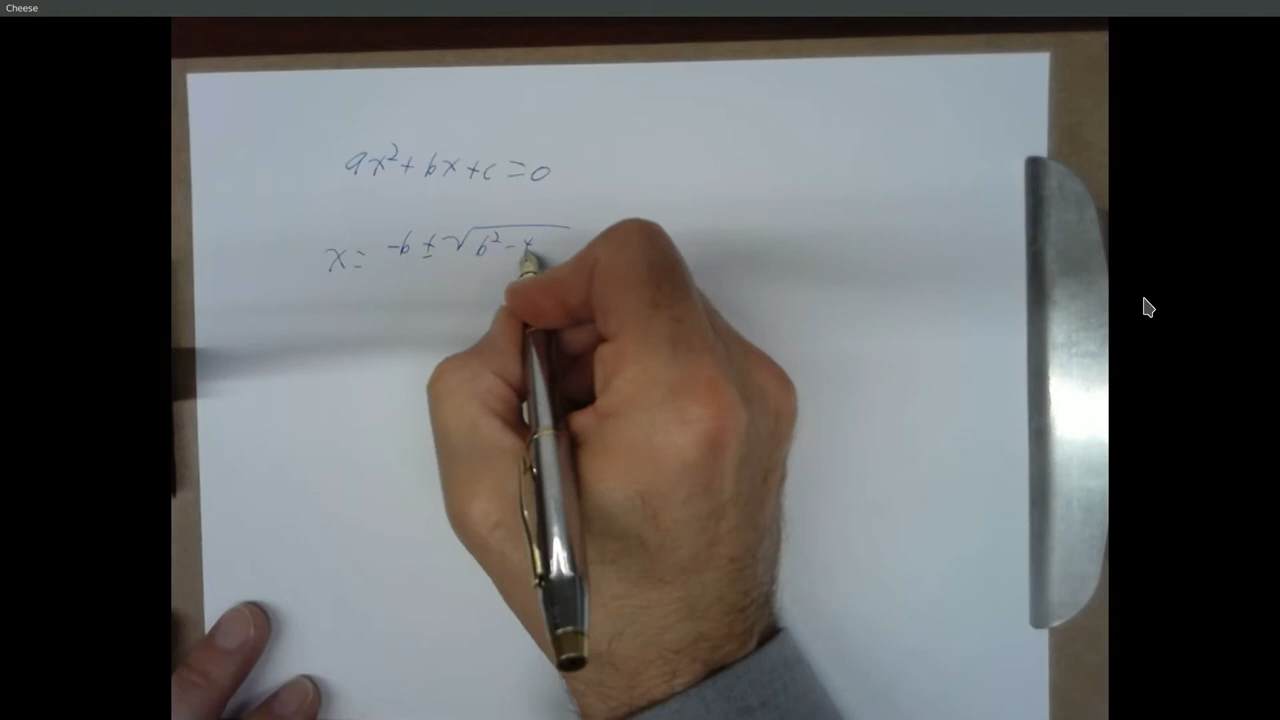 Cheese
ax² + bx + c = 0
x = -b ± √b² - 4